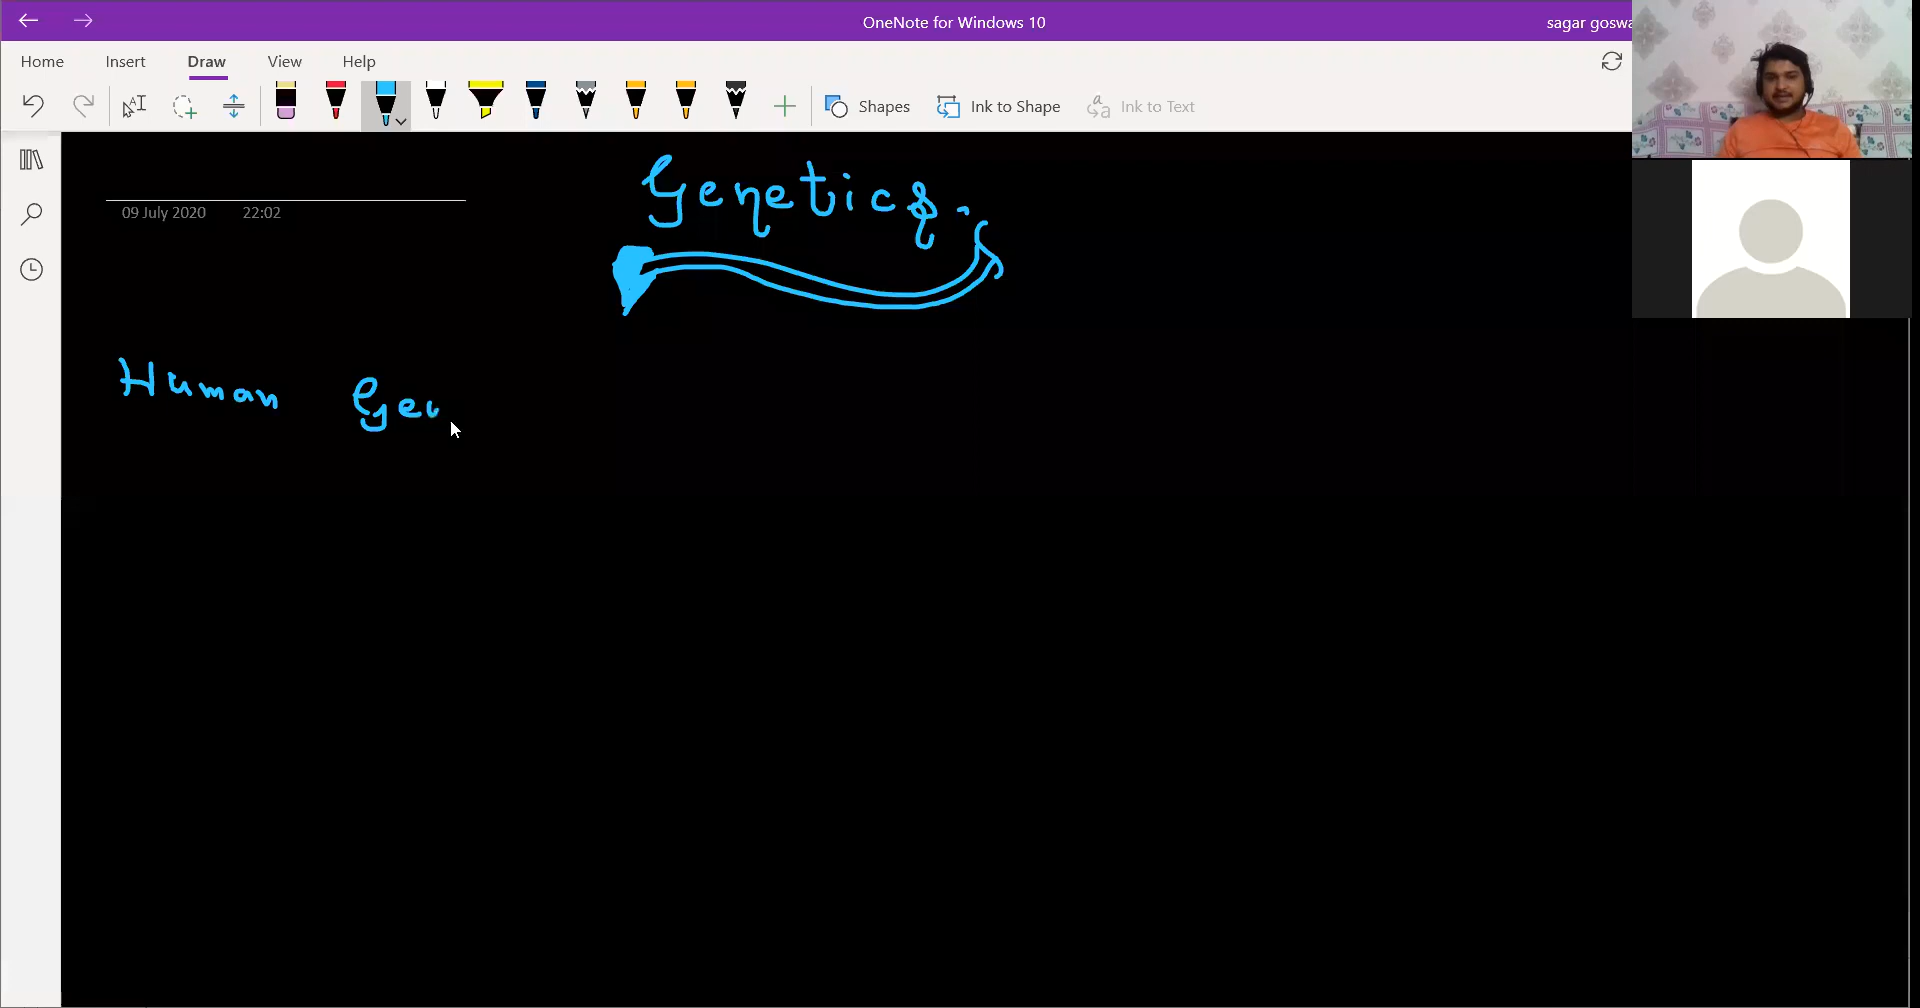 OneNote for Windows 10
sagar goswa
Home Insert Draw View Help
Shapes Ink to Shape Ink to Text
Genetics.
09 July 2020 22:02
Human Gen